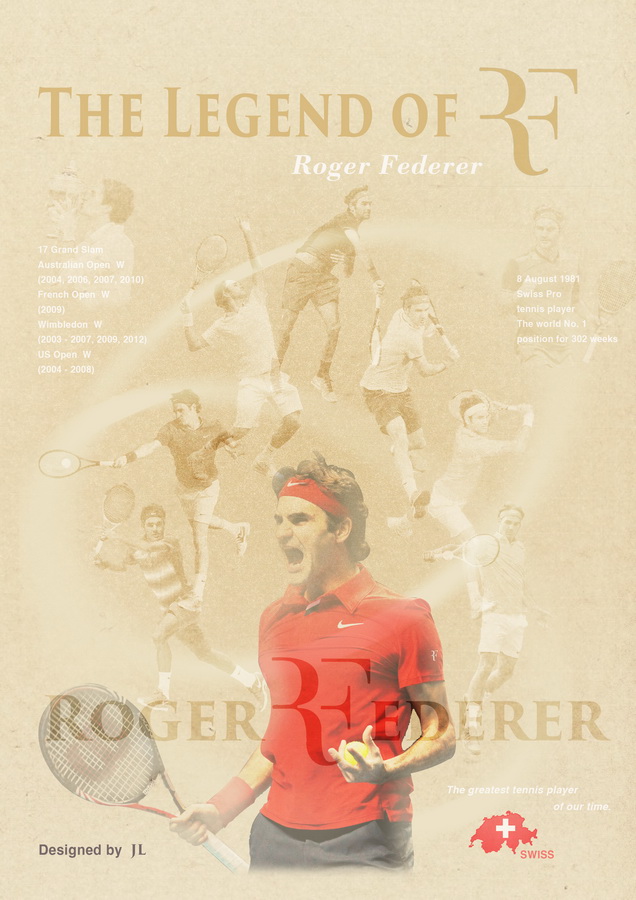 THE LEGEND OF RF
Roger Federer
17 Grand Slam
Australian Open W
(2004, 2006, 2007, 2010)
French Open W
(2009)
Wimbledon W
(2003 - 2007, 2009, 2012)
US Open W
(2004 - 2008)
8 August 1981
Swiss Pro
tennis player
The world No. 1
position for 302 weeks
RF
ROGER FEDERER
The greatest tennis player
of our time.
SWISS
Designed by JL